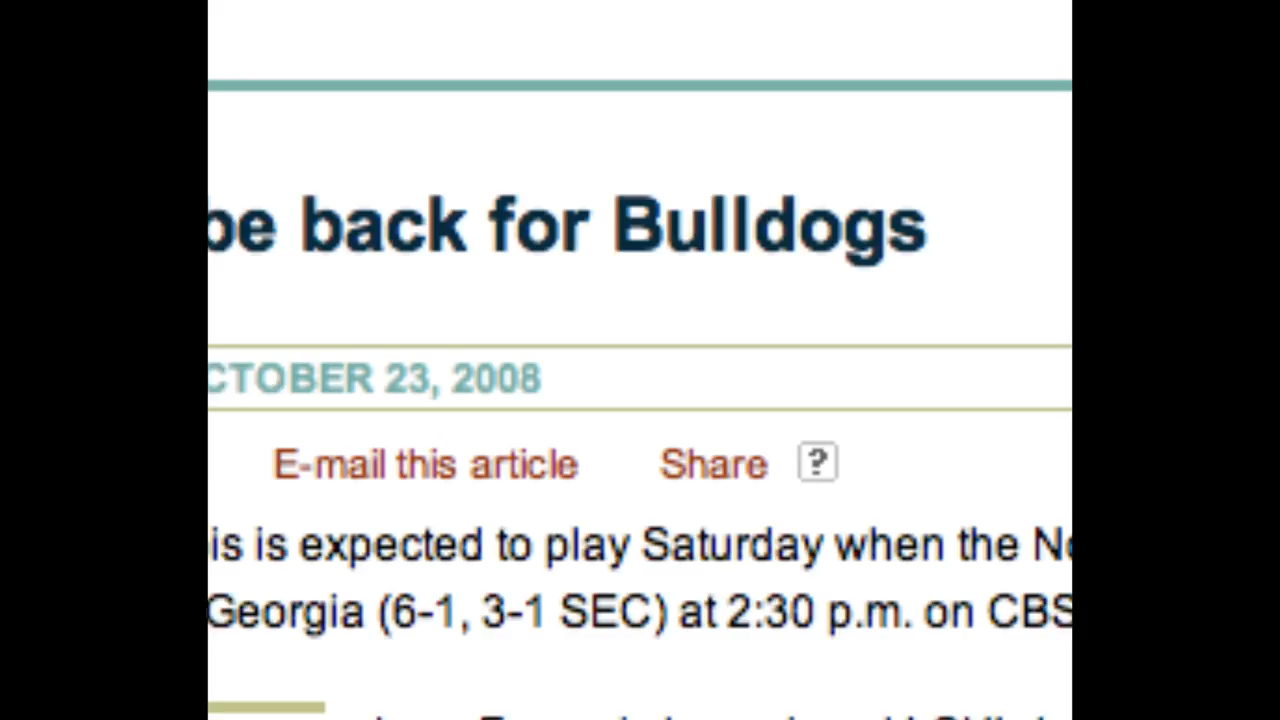 be back for Bulldogs
CTOBER 23, 2008
E-mail this article Share ?
is is expected to play Saturday when the No
Georgia (6-1, 3-1 SEC) at 2:30 p.m. on CBS